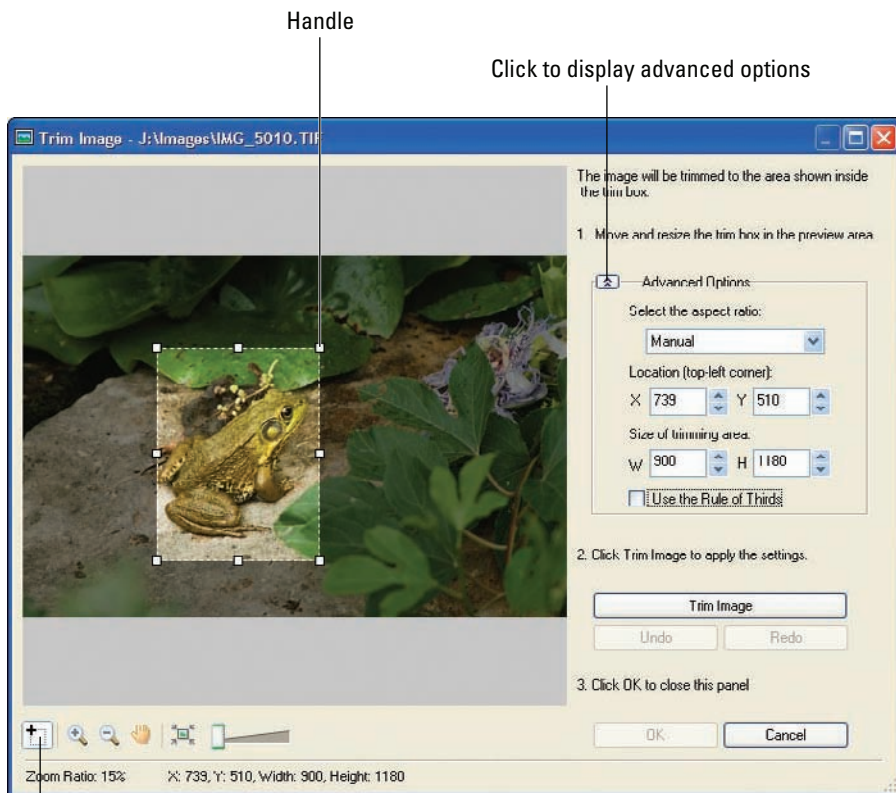 Handle
Click to display advanced options
Trim Image - J:\Images\IMG_5010.TIF
The image will be trimmed to the area shown inside
the trim box.
1. Move and resize the trim box in the preview area
Advanced Options
Select the aspect ratio:
Manual
Location (top-left corner):
X 739 Y 510
Size of trimming area:
W 900 H 1180
Use the Rule of Thirds
2. Click Trim Image to apply the settings.
Trim Image
Undo Redo
3. Click OK to close this panel
OK Cancel
Zoom Ratio: 15% X: 739, Y: 510, Width: 900, Height: 1180